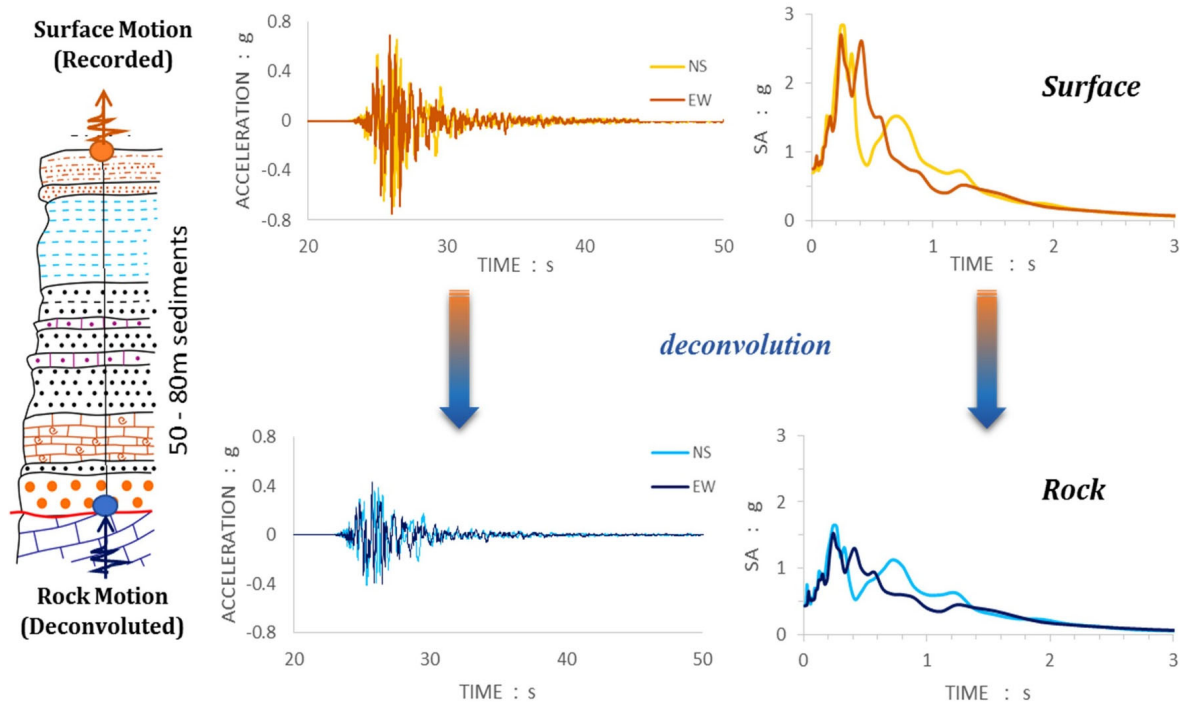 Surface Motion
(Recorded)
50 - 80m sediments
Rock Motion
(Deconvoluted)
ACCELERATION : g
0.8
0.4
0
-0.4
-0.8
20
30
40
50
TIME : s
NS
EW
SA : g
3
2
1
0
0
1
2
3
TIME : s
Surface
deconvolution
ACCELERATION : g
0.8
0.4
0
-0.4
-0.8
20
30
40
50
TIME : s
NS
EW
SA : g
3
2
1
0
0
1
2
3
TIME : s
Rock